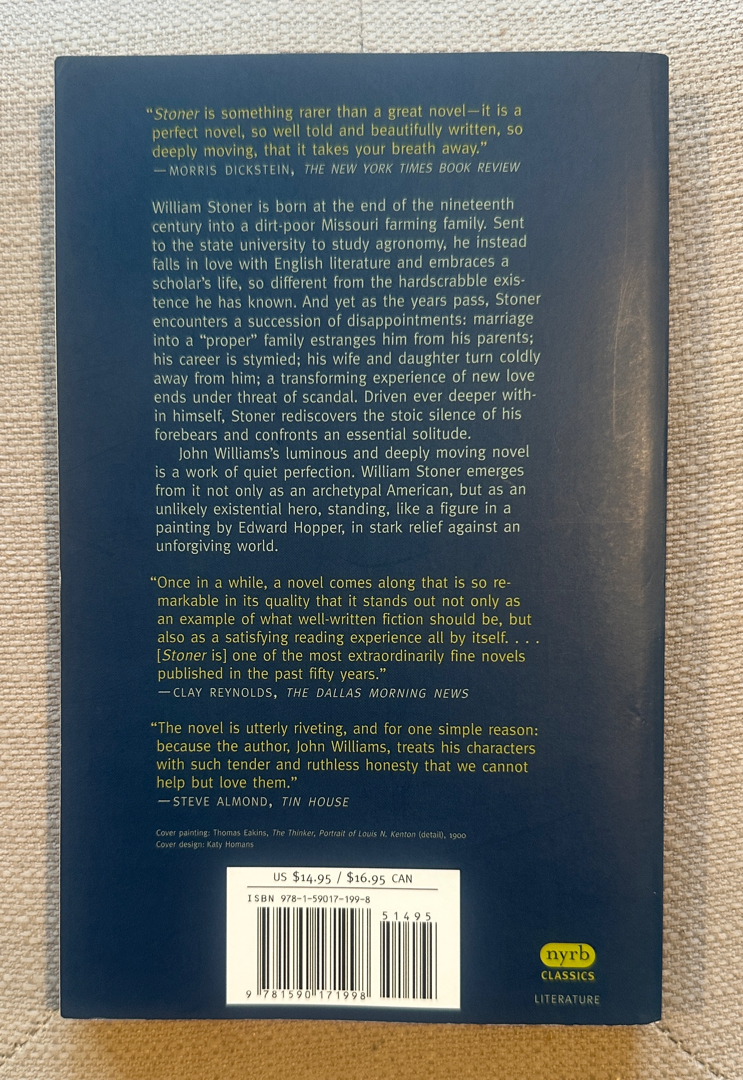 “Stoner is something rarer than a great novel—it is a
perfect novel, so well told and beautifully written, so
deeply moving, that it takes your breath away.”
—MORRIS DICKSTEIN, THE NEW YORK TIMES BOOK REVIEW
William Stoner is born at the end of the nineteenth
century into a dirt-poor Missouri farming family. Sent
to the state university to study agronomy, he instead
falls in love with English literature and embraces a
scholar’s life, so different from the hardscrabble exis-
tence he has known. And yet as the years pass, Stoner
encounters a succession of disappointments: marriage
into a “proper” family estranges him from his parents;
his career is stymied; his wife and daughter turn coldly
away from him; a transforming experience of new love
ends under threat of scandal. Driven ever deeper with-
in himself, Stoner rediscovers the stoic silence of his
forebears and confronts an essential solitude.
John Williams’s luminous and deeply moving novel
is a work of quiet perfection. William Stoner emerges
from it not only as an archetypal American, but as an
unlikely existential hero, standing, like a figure in a
painting by Edward Hopper, in stark relief against an
unforgiving world.
“Once in a while, a novel comes along that is so re-
markable in its quality that it stands out not only as
an example of what well-written fiction should be, but
also as a satisfying reading experience all by itself. . . .
[Stoner is] one of the most extraordinarily fine novels
published in the past fifty years.”
—CLAY REYNOLDS, THE DALLAS MORNING NEWS
“The novel is utterly riveting, and for one simple reason:
because the author, John Williams, treats his characters
with such tender and ruthless honesty that we cannot
help but love them.”
—STEVE ALMOND, TIN HOUSE
Cover painting: Thomas Eakins, The Thinker, Portrait of Louis N. Kenton (detail), 1900
Cover design: Katy Homans
US $14.95 / $16.95 CAN
ISBN 978-1-59017-199-8
51495
9 781590 171998
nyrb
CLASSICS
LITERATURE